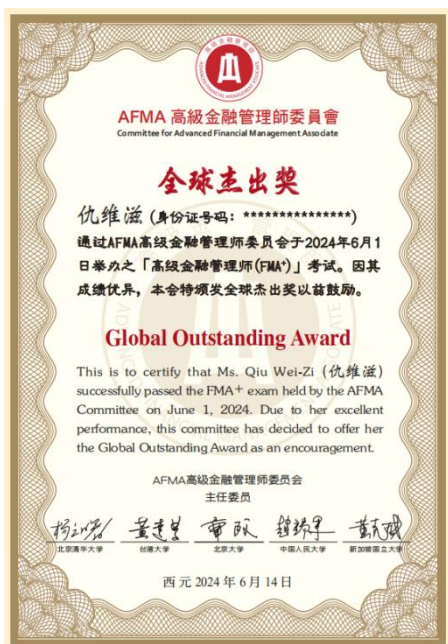 AFMA 高級金融管理師委員會
Committee for Advanced Financial Management Associate
全球杰出奖
仇维滋 (身份证号码：***************)
通过AFMA高级金融管理师委员会于2024年6月1
日举办之「高级金融管理师(FMA⁺)」考试。因其
成绩优异，本会特颁发全球杰出奖以兹鼓励。
Global Outstanding Award
This is to certify that Ms. Qiu Wei-Zi (仇维滋)
successfully passed the FMA+ exam held by the AFMA
Committee on June 1, 2024. Due to her excellent
performance, this committee has decided to offer her
the Global Outstanding Award as an encouragement.
AFMA高级金融管理师委员会
主任委员
北京清华大学 台湾大学 北京大学 中国人民大学 新加坡国立大学
西元 2024 年 6 月 14 日